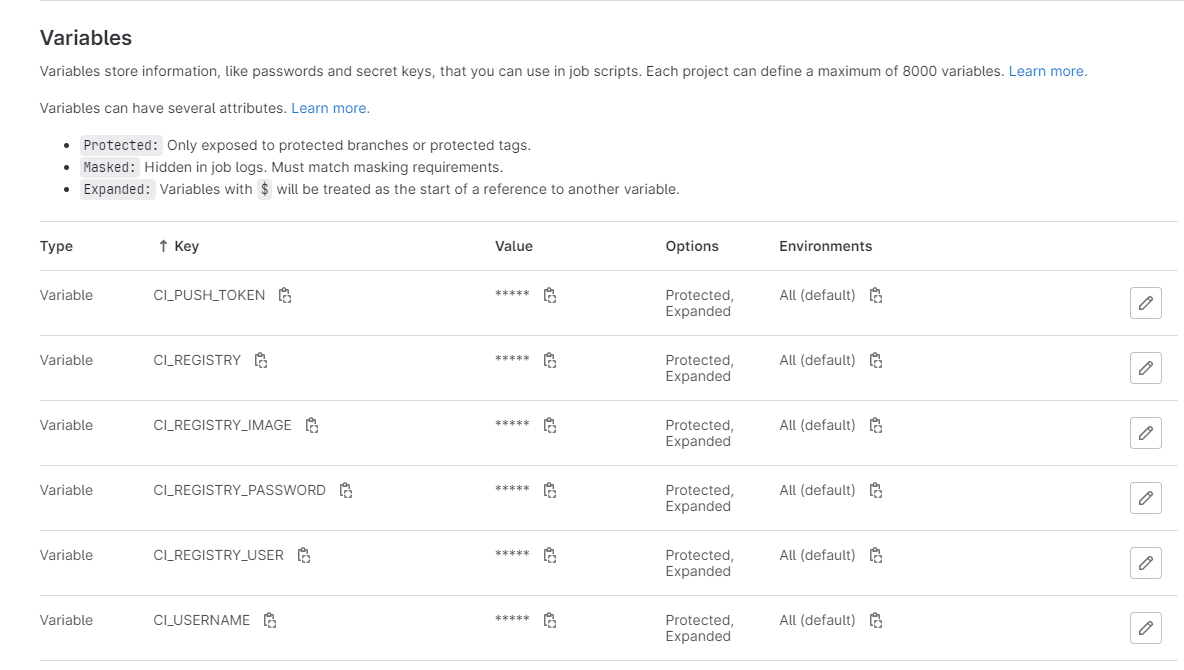 Variables
Variables store information, like passwords and secret keys, that you can use in job scripts. Each project can define a maximum of 8000 variables. Learn more.
Variables can have several attributes. Learn more.
Protected: Only exposed to protected branches or protected tags.
Masked: Hidden in job logs. Must match masking requirements.
Expanded: Variables with $ will be treated as the start of a reference to another variable.
Type ↑ Key Value Options Environments
Variable CI_PUSH_TOKEN ***** Protected, All (default)
Expanded
Variable CI_REGISTRY ***** Protected, All (default)
Expanded
Variable CI_REGISTRY_IMAGE ***** Protected, All (default)
Expanded
Variable CI_REGISTRY_PASSWORD ***** Protected, All (default)
Expanded
Variable CI_REGISTRY_USER ***** Protected, All (default)
Expanded
Variable CI_USERNAME ***** Protected, All (default)
Expanded